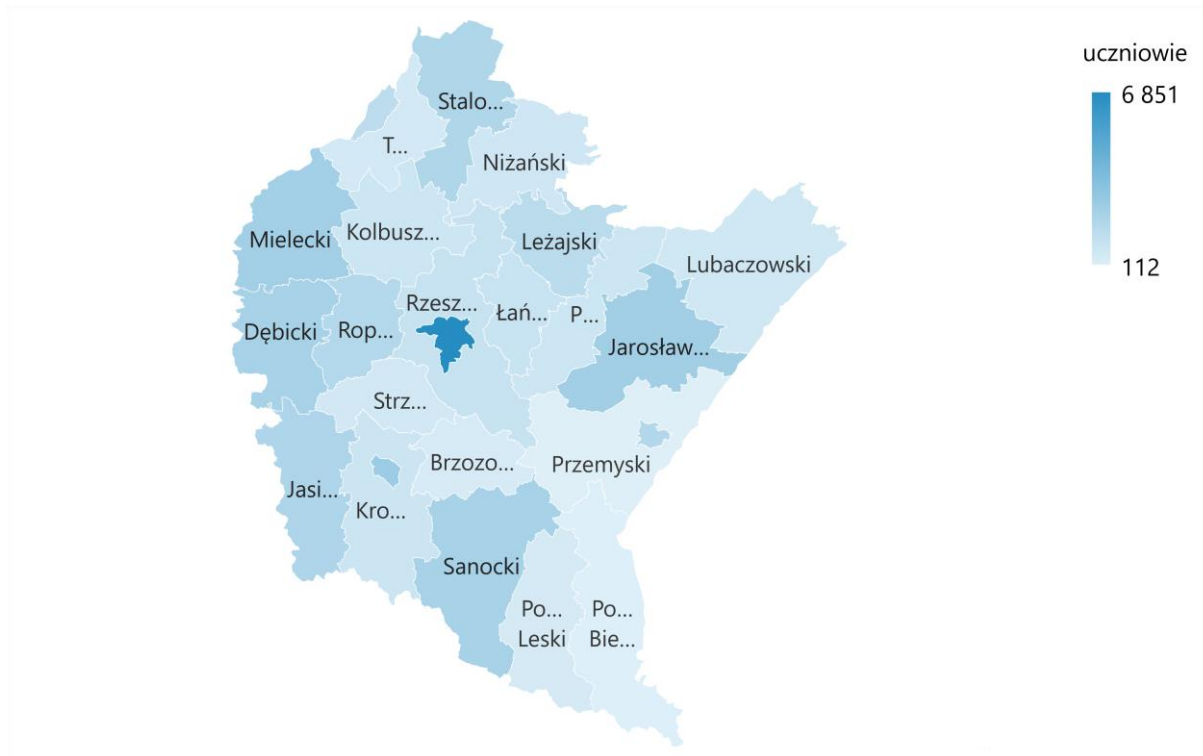 uczniowie
6 851
112
Stalo...
T...
Niżański
Kolbusz...
Mielecki
Leżajski
Lubaczowski
Rzesz...
Łań...
P...
Dębicki
Rop...
Jarosław...
Strz...
Brzozo...
Przemyski
Jasi...
Kro...
Sanocki
Po...
Leski
Po...
Bie...